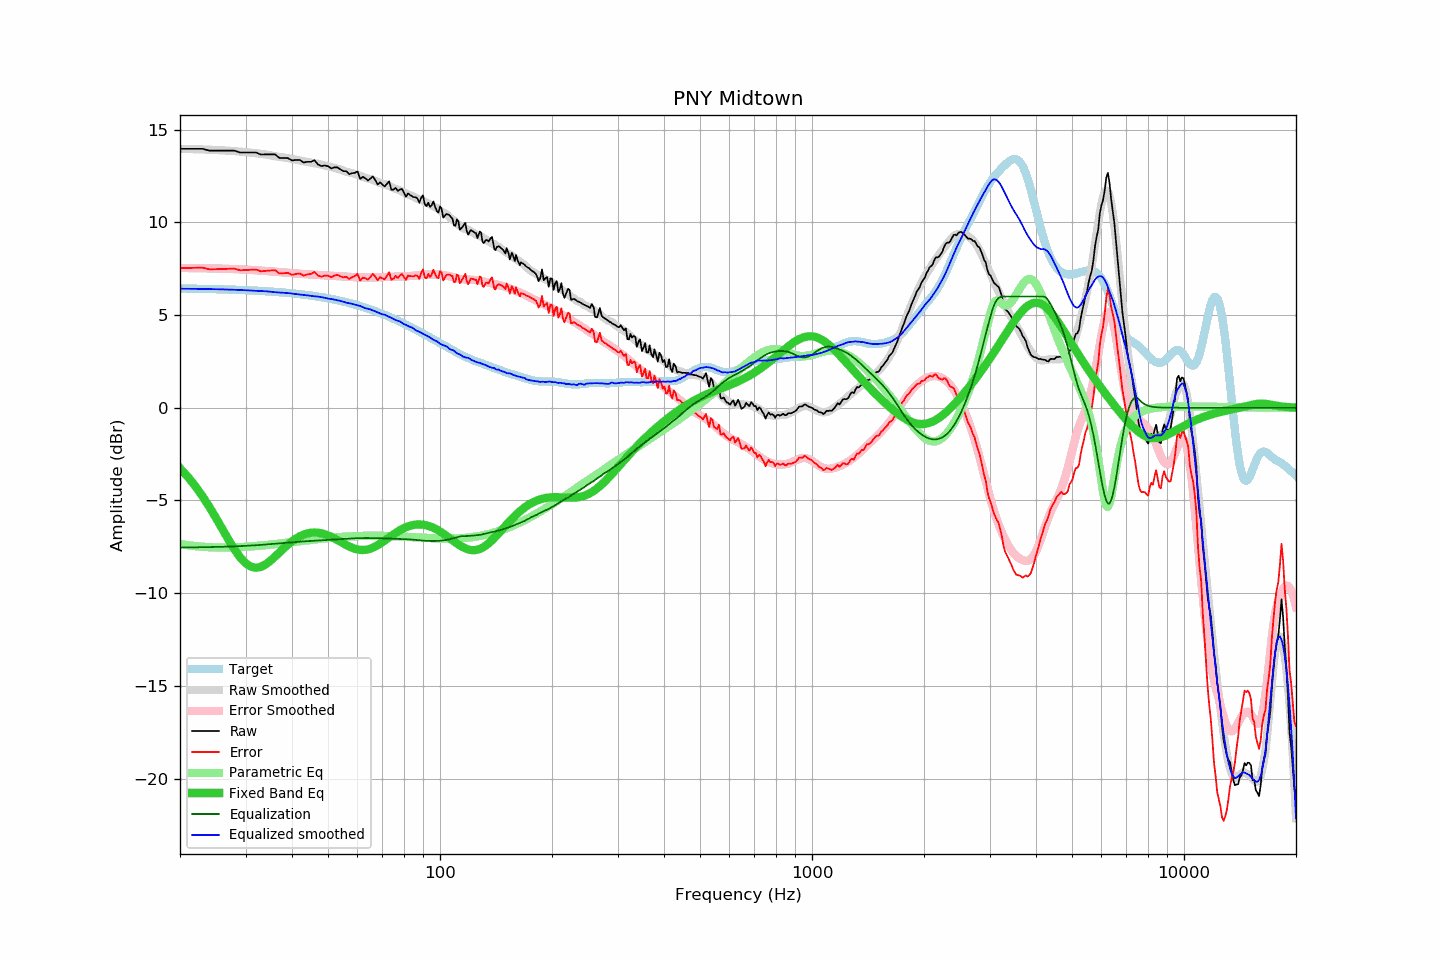 PNY Midtown
15
10
5
0
−5
−10
−15
−20
Amplitude (dBr)
Target
Raw Smoothed
Error Smoothed
Raw
Error
Parametric Eq
Fixed Band Eq
Equalization
Equalized smoothed
100 1000 10000
Frequency (Hz)